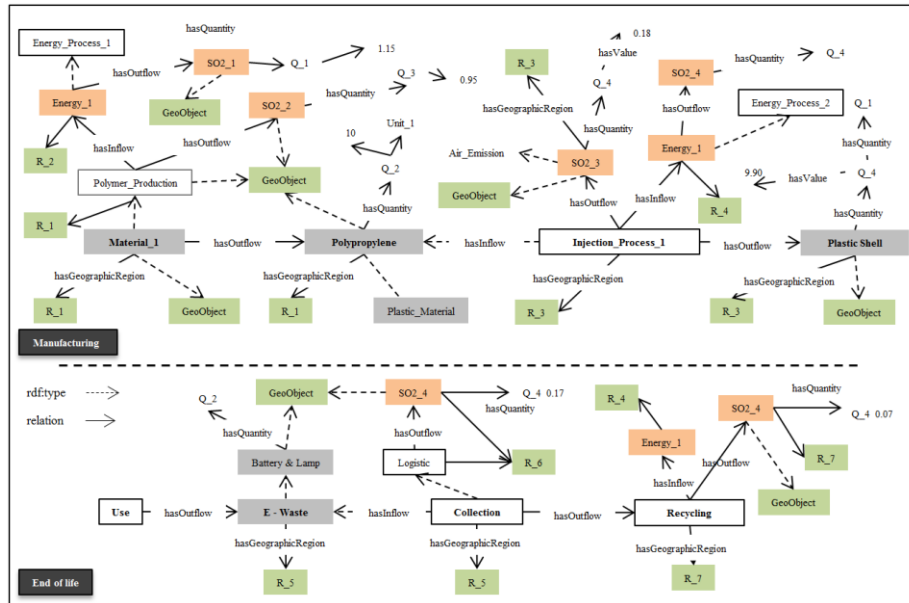 hasQuantity
Energy_Process_1
hasOutflow
SO2_1
Q_1
1.15
Q_3
0.95
Energy_1
GeoObject
SO2_2
hasQuantity
hasInflow
hasOutflow
10
Unit_1
R_2
Polymer_Production
GeoObject
Q_2
hasQuantity
R_1
Material_1
hasOutflow
Polypropylene
hasInflow
hasGeographicRegion
hasGeographicRegion
R_1
GeoObject
R_1
Plastic_Material
0.18
hasValue
R_3
Q_4
SO2_4
hasQuantity
Q_4
hasGeographicRegion
hasOutflow
Energy_Process_2
Q_1
hasQuantity
Energy_1
hasQuantity
Air_Emission
SO2_3
9.90
hasValue
Q_4
GeoObject
hasInflow
R_4
hasQuantity
hasOutflow
Injection_Process_1
hasOutflow
Plastic Shell
hasGeographicRegion
hasGeographicRegion
R_3
R_3
GeoObject
Manufacturing
rdf:type
relation
Q_2
GeoObject
SO2_4
Q_4 0.17
hasQuantity
hasQuantity
hasOutflow
Battery & Lamp
Logistic
R_6
Use
hasOutflow
E - Waste
hasInflow
Collection
hasOutflow
Recycling
hasGeographicRegion
hasGeographicRegion
hasGeographicRegion
R_5
R_5
R_7
R_4
SO2_4
hasQuantity
Q_4 0.07
Energy_1
hasOutflow
R_7
hasInflow
GeoObject
End of life